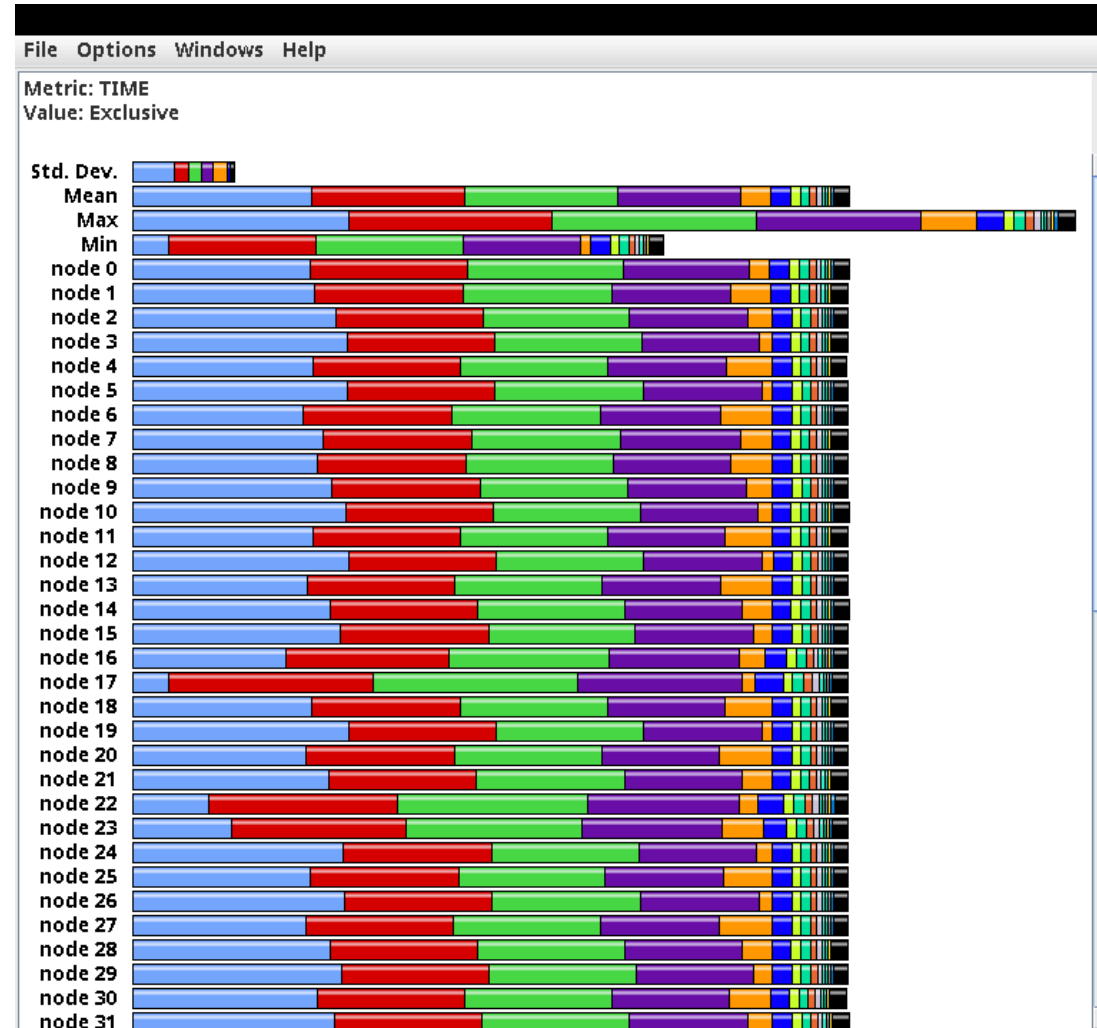 File Options Windows Help
Metric: TIME
Value: Exclusive
Std. Dev.
Mean
Max
Min
node 0
node 1
node 2
node 3
node 4
node 5
node 6
node 7
node 8
node 9
node 10
node 11
node 12
node 13
node 14
node 15
node 16
node 17
node 18
node 19
node 20
node 21
node 22
node 23
node 24
node 25
node 26
node 27
node 28
node 29
node 30
node 31